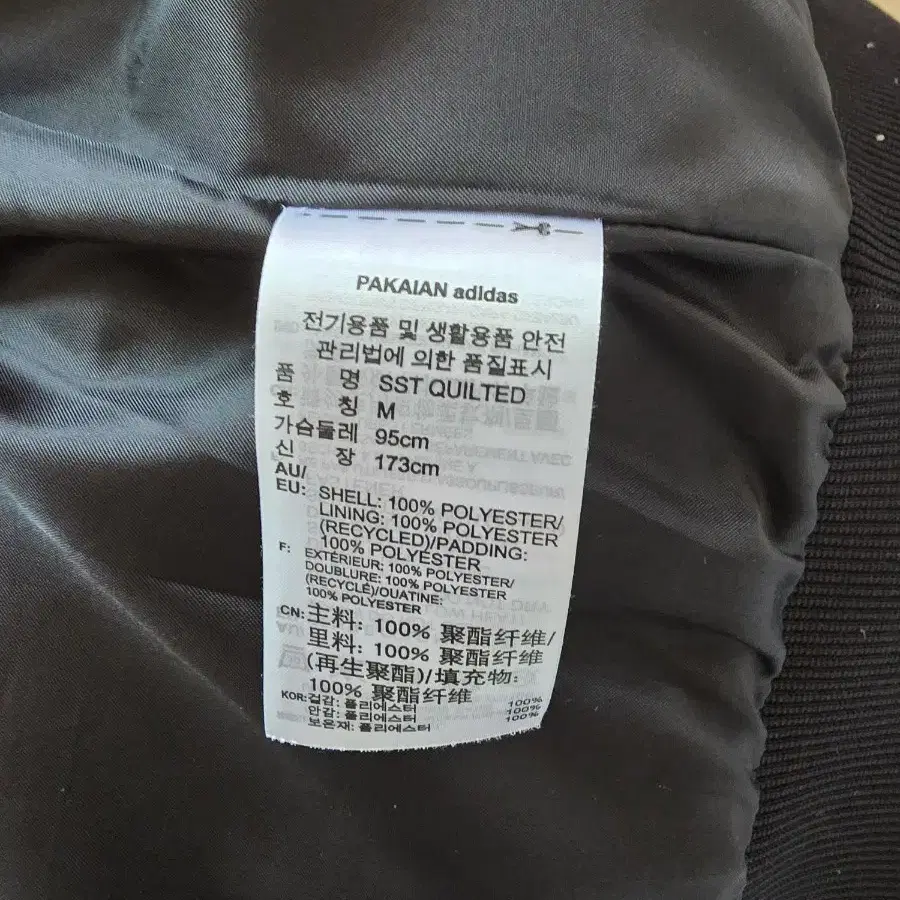 PAKAIAN adidas
전기용품 및 생활용품 안전
관리법에 의한 품질표시
품 명 SST QUILTED
호 칭 M
가슴둘레 95cm
신 장 173cm
AU/
EU: SHELL: 100% POLYESTER/
LINING: 100% POLYESTER
(RECYCLED)/PADDING:
100% POLYESTER
F: EXTÉRIEUR: 100% POLYESTER/
DOUBLURE: 100% POLYESTER
(RECYCLÉ)/OUATINE:
100% POLYESTER
CN: 主料: 100% 聚酯纤维/
里料: 100% 聚酯纤维
(再生聚酯)/填充物:
100% 聚酯纤维
KOR: 겉감: 폴리에스터 100%
안감: 폴리에스터 100%
보온재: 폴리에스터 100%